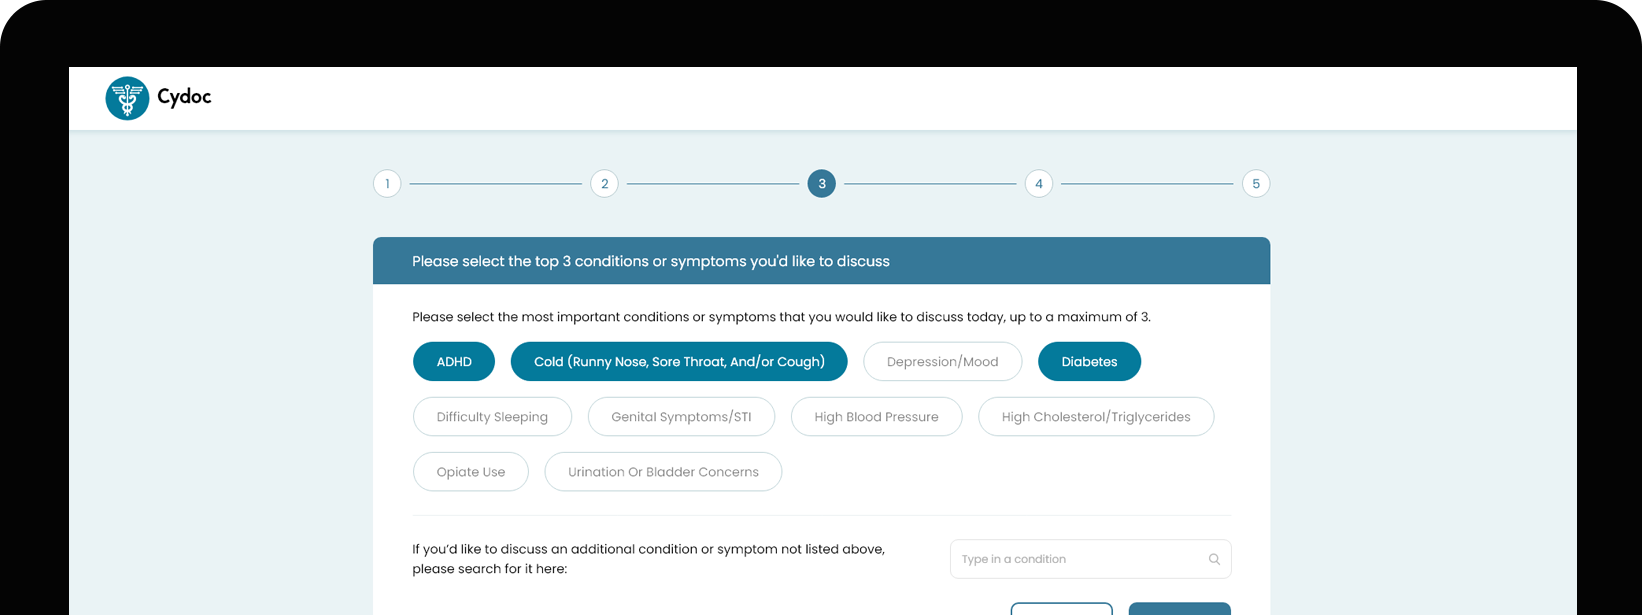 Cydoc
1 2 3 4 5
Please select the top 3 conditions or symptoms you'd like to discuss
Please select the most important conditions or symptoms that you would like to discuss today, up to a maximum of 3.
ADHD Cold (Runny Nose, Sore Throat, And/or Cough) Depression/Mood Diabetes
Difficulty Sleeping Genital Symptoms/STI High Blood Pressure High Cholesterol/Triglycerides
Opiate Use Urination Or Bladder Concerns
If you’d like to discuss an additional condition or symptom not listed above,
please search for it here:
Type in a condition